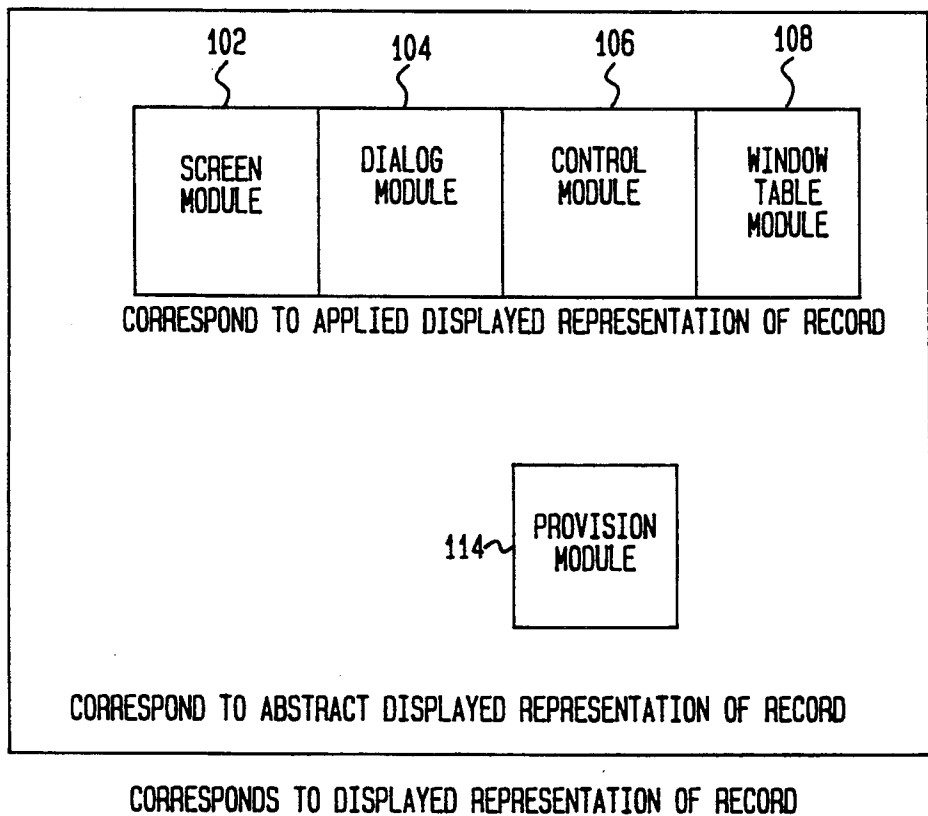 102 104 106 108
SCREEN MODULE
DIALOG MODULE
CONTROL MODULE
WINDOW TABLE MODULE
CORRESPOND TO APPLIED DISPLAYED REPRESENTATION OF RECORD
114
PROVISION MODULE
CORRESPOND TO ABSTRACT DISPLAYED REPRESENTATION OF RECORD
CORRESPONDS TO DISPLAYED REPRESENTATION OF RECORD